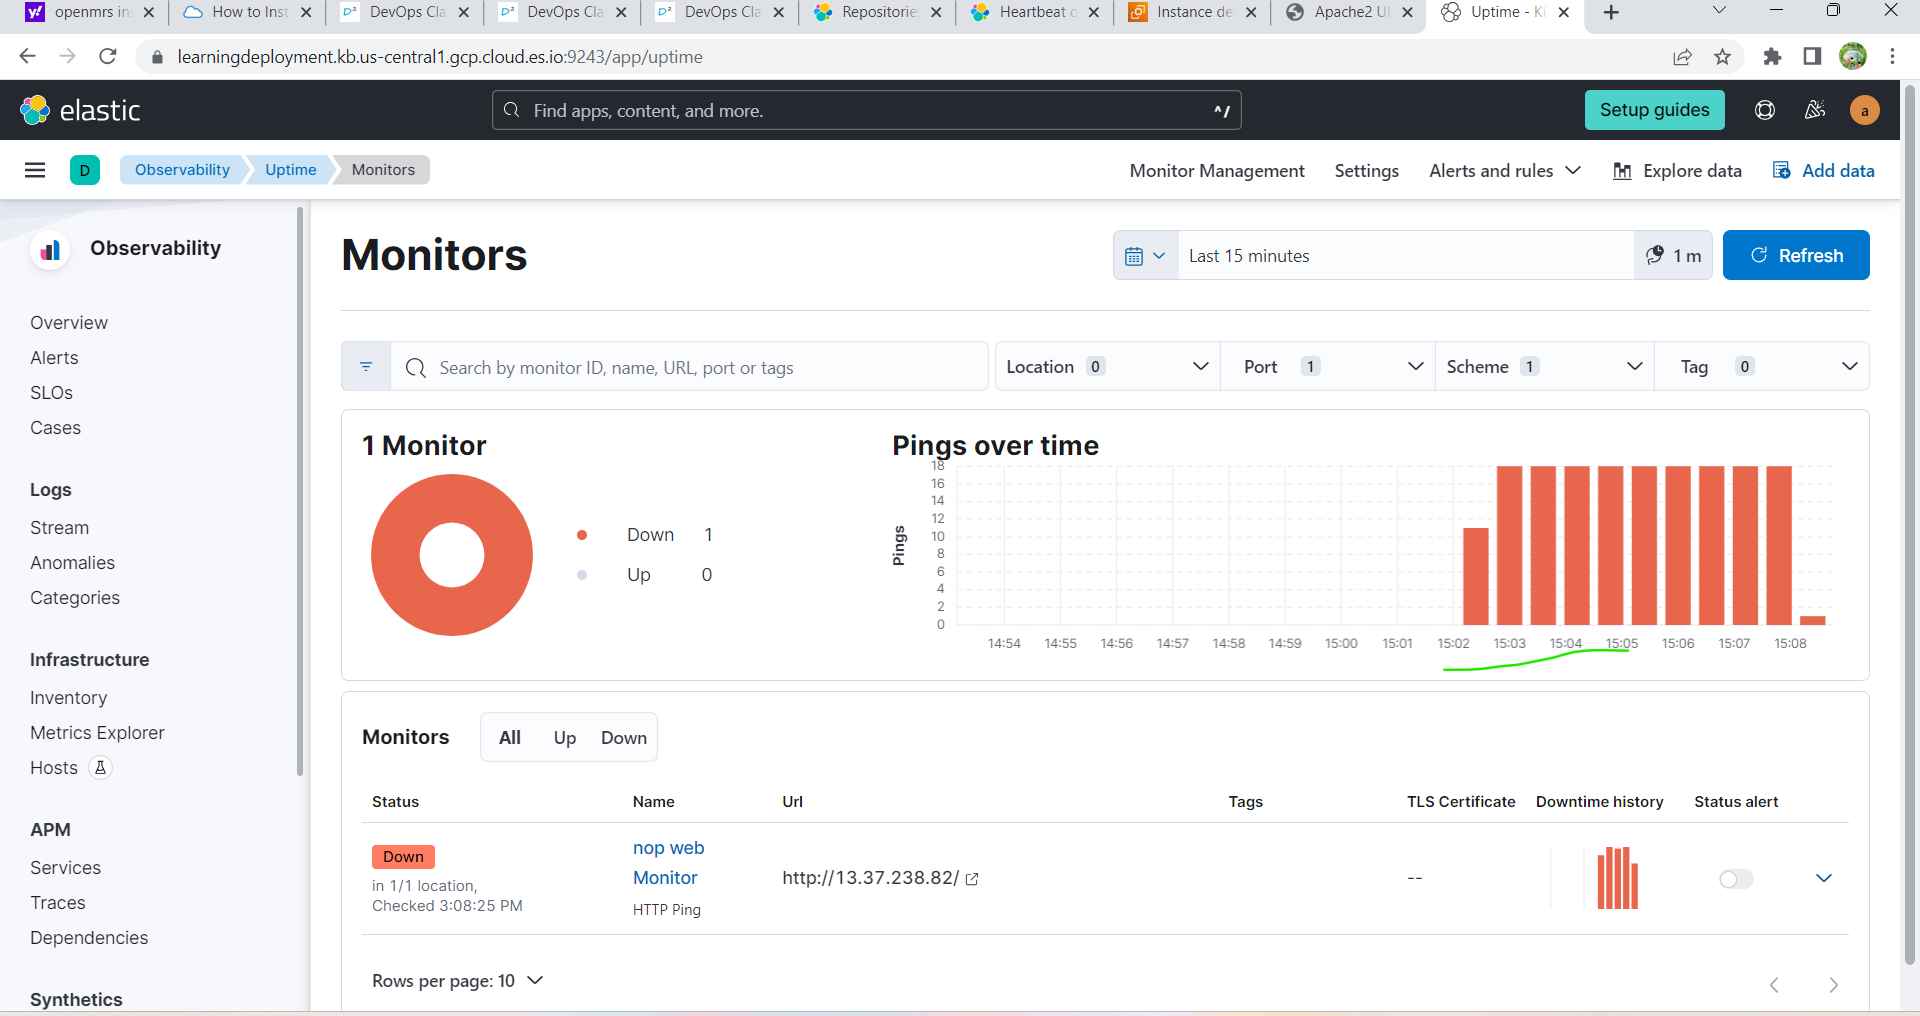 openmrs in
How to Inst
DevOps Cla
DevOps Cla
DevOps Cla
Repositorie
Heartbeat q
Instance de
Apache2 U
Uptime - Ki
learningdeployment.kb.us-central1.gcp.cloud.es.io:9243/app/uptime
elastic
Find apps, content, and more.
^/
Setup guides
a
D
Observability
Uptime
Monitors
Monitor Management
Settings
Alerts and rules
Explore data
Add data
Observability
Overview
Alerts
SLOs
Cases
Logs
Stream
Anomalies
Categories
Infrastructure
Inventory
Metrics Explorer
Hosts
APM
Services
Traces
Dependencies
Synthetics
Monitors
Last 15 minutes
1 m
Refresh
Search by monitor ID, name, URL, port or tags
Location 0
Port 1
Scheme 1
Tag 0
1 Monitor
Down 1
Up 0
Pings over time
Pings
18
16
14
12
10
8
6
4
2
0
14:54 14:55 14:56 14:57 14:58 14:59 15:00 15:01 15:02 15:03 15:04 15:05 15:06 15:07 15:08
Monitors
All Up Down
Status Name Url Tags TLS Certificate Downtime history Status alert
Down
in 1/1 location,
Checked 3:08:25 PM
nop web
Monitor
HTTP Ping
http://13.37.238.82/
--
Rows per page: 10